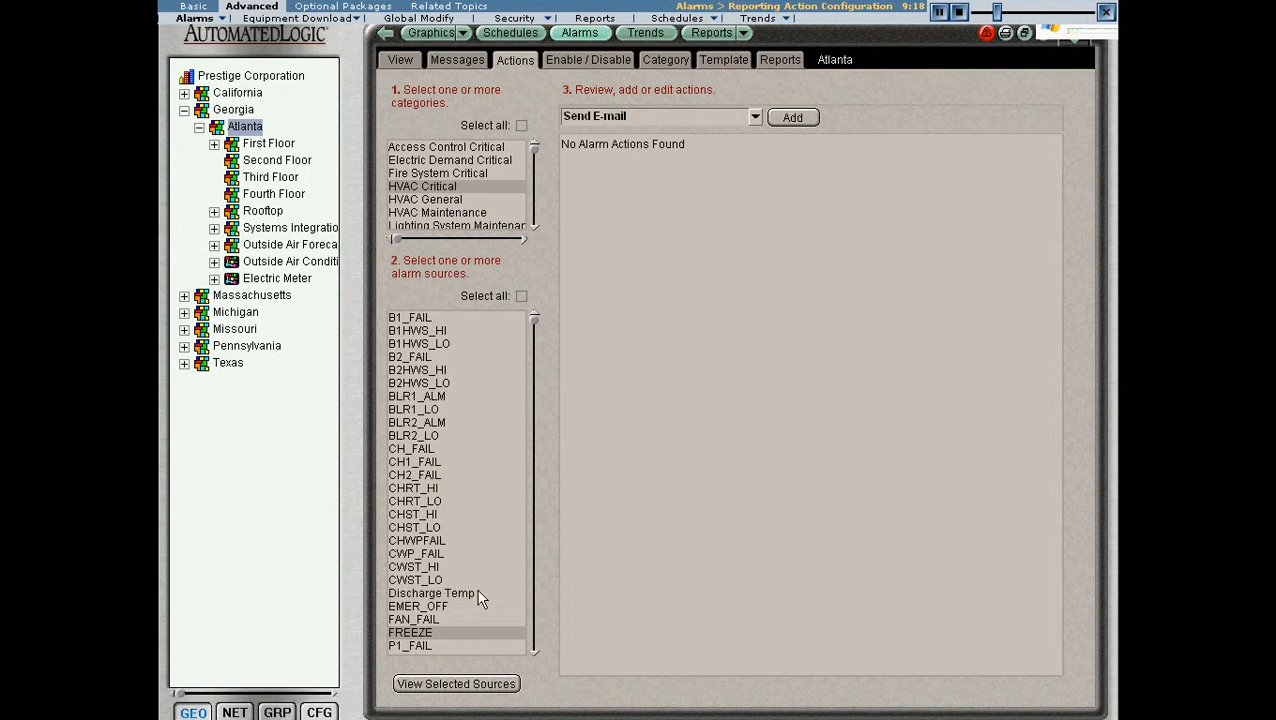 Basic Advanced Optional Packages Related Topics Alarms > Reporting Action Configuration 9:18
Alarms Equipment Download Global Modify Security Reports Schedules Trends
AUTOMATEDLOGIC
Graphics Schedules Alarms Trends Reports
View Messages Actions Enable / Disable Category Template Reports Atlanta
Prestige Corporation
California
Georgia
Atlanta
First Floor
Second Floor
Third Floor
Fourth Floor
Rooftop
Systems Integratio
Outside Air Foreca
Outside Air Conditi
Electric Meter
Massachusetts
Michigan
Missouri
Pennsylvania
Texas
GEO NET GRP CFG
1. Select one or more
categories.
Select all:
Access Control Critical
Electric Demand Critical
Fire System Critical
HVAC Critical
HVAC General
HVAC Maintenance
Lighting System Maintenan
2. Select one or more
alarm sources.
Select all:
B1_FAIL
B1HWS_HI
B1HWS_LO
B2_FAIL
B2HWS_HI
B2HWS_LO
BLR1_ALM
BLR1_LO
BLR2_ALM
BLR2_LO
CH_FAIL
CH1_FAIL
CH2_FAIL
CHRT_HI
CHRT_LO
CHST_HI
CHST_LO
CHWPFAIL
CWP_FAIL
CWST_HI
CWST_LO
Discharge Temp
EMER_OFF
FAN_FAIL
FREEZE
P1_FAIL
View Selected Sources
3. Review, add or edit actions.
Send E-mail Add
No Alarm Actions Found